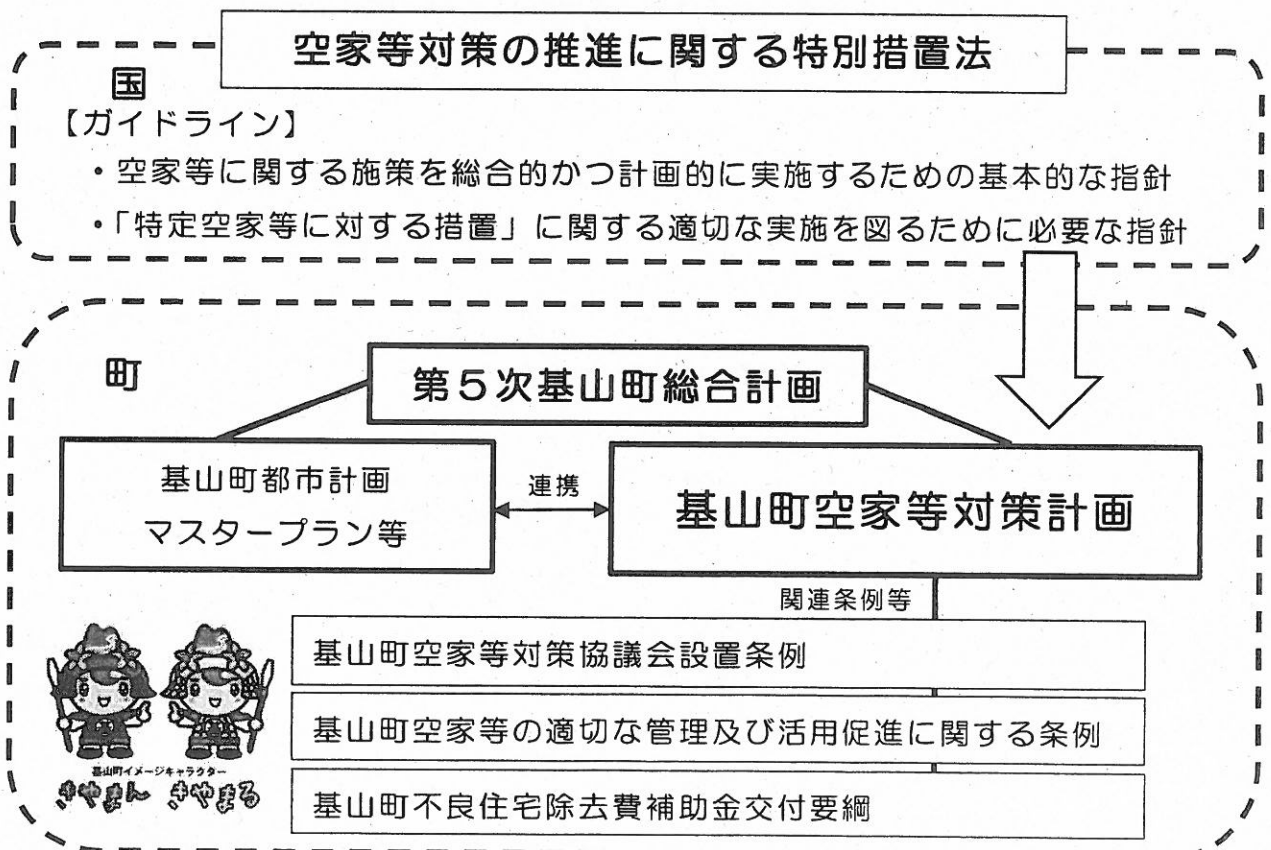 空家等対策の推進に関する特別措置法
国
【ガイドライン】
・空家等に関する施策を総合的かつ計画的に実施するための基本的な指針
・「特定空家等に対する措置」に関する適切な実施を図るために必要な指針
町
第5次基山町総合計画
基山町都市計画
マスタープラン等
連携
基山町空家等対策計画
関連条例等
基山町空家等対策協議会設置条例
基山町空家等の適切な管理及び活用促進に関する条例
基山町不良住宅除去費補助金交付要綱
基山町イメージキャラクター
きやまん きやまる